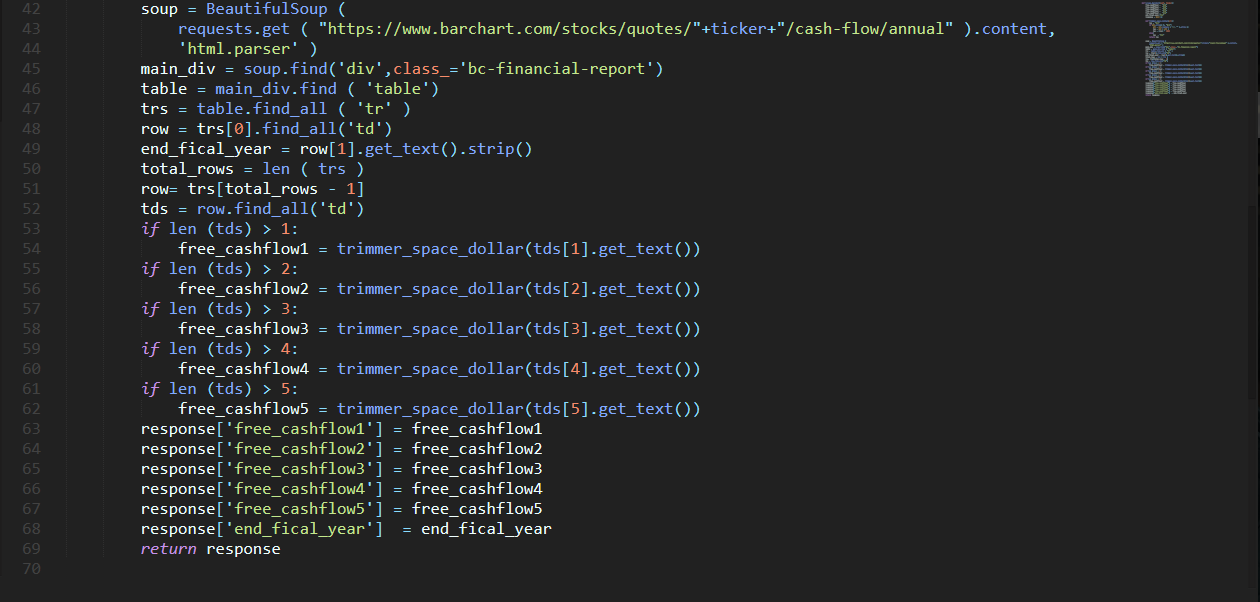 42 soup = BeautifulSoup (
43 requests.get ( "https://www.barchart.com/stocks/quotes/"+ticker+"/cash-flow/annual" ).content,
44 'html.parser' )
45 main_div = soup.find('div',class_='bc-financial-report')
46 table = main_div.find ( 'table')
47 trs = table.find_all ( 'tr' )
48 row = trs[0].find_all('td')
49 end_fical_year = row[1].get_text().strip()
50 total_rows = len ( trs )
51 row= trs[total_rows - 1]
52 tds = row.find_all('td')
53 if len (tds) > 1:
54 free_cashflow1 = trimmer_space_dollar(tds[1].get_text())
55 if len (tds) > 2:
56 free_cashflow2 = trimmer_space_dollar(tds[2].get_text())
57 if len (tds) > 3:
58 free_cashflow3 = trimmer_space_dollar(tds[3].get_text())
59 if len (tds) > 4:
60 free_cashflow4 = trimmer_space_dollar(tds[4].get_text())
61 if len (tds) > 5:
62 free_cashflow5 = trimmer_space_dollar(tds[5].get_text())
63 response['free_cashflow1'] = free_cashflow1
64 response['free_cashflow2'] = free_cashflow2
65 response['free_cashflow3'] = free_cashflow3
66 response['free_cashflow4'] = free_cashflow4
67 response['free_cashflow5'] = free_cashflow5
68 response['end_fical_year']  = end_fical_year
69 return response
70